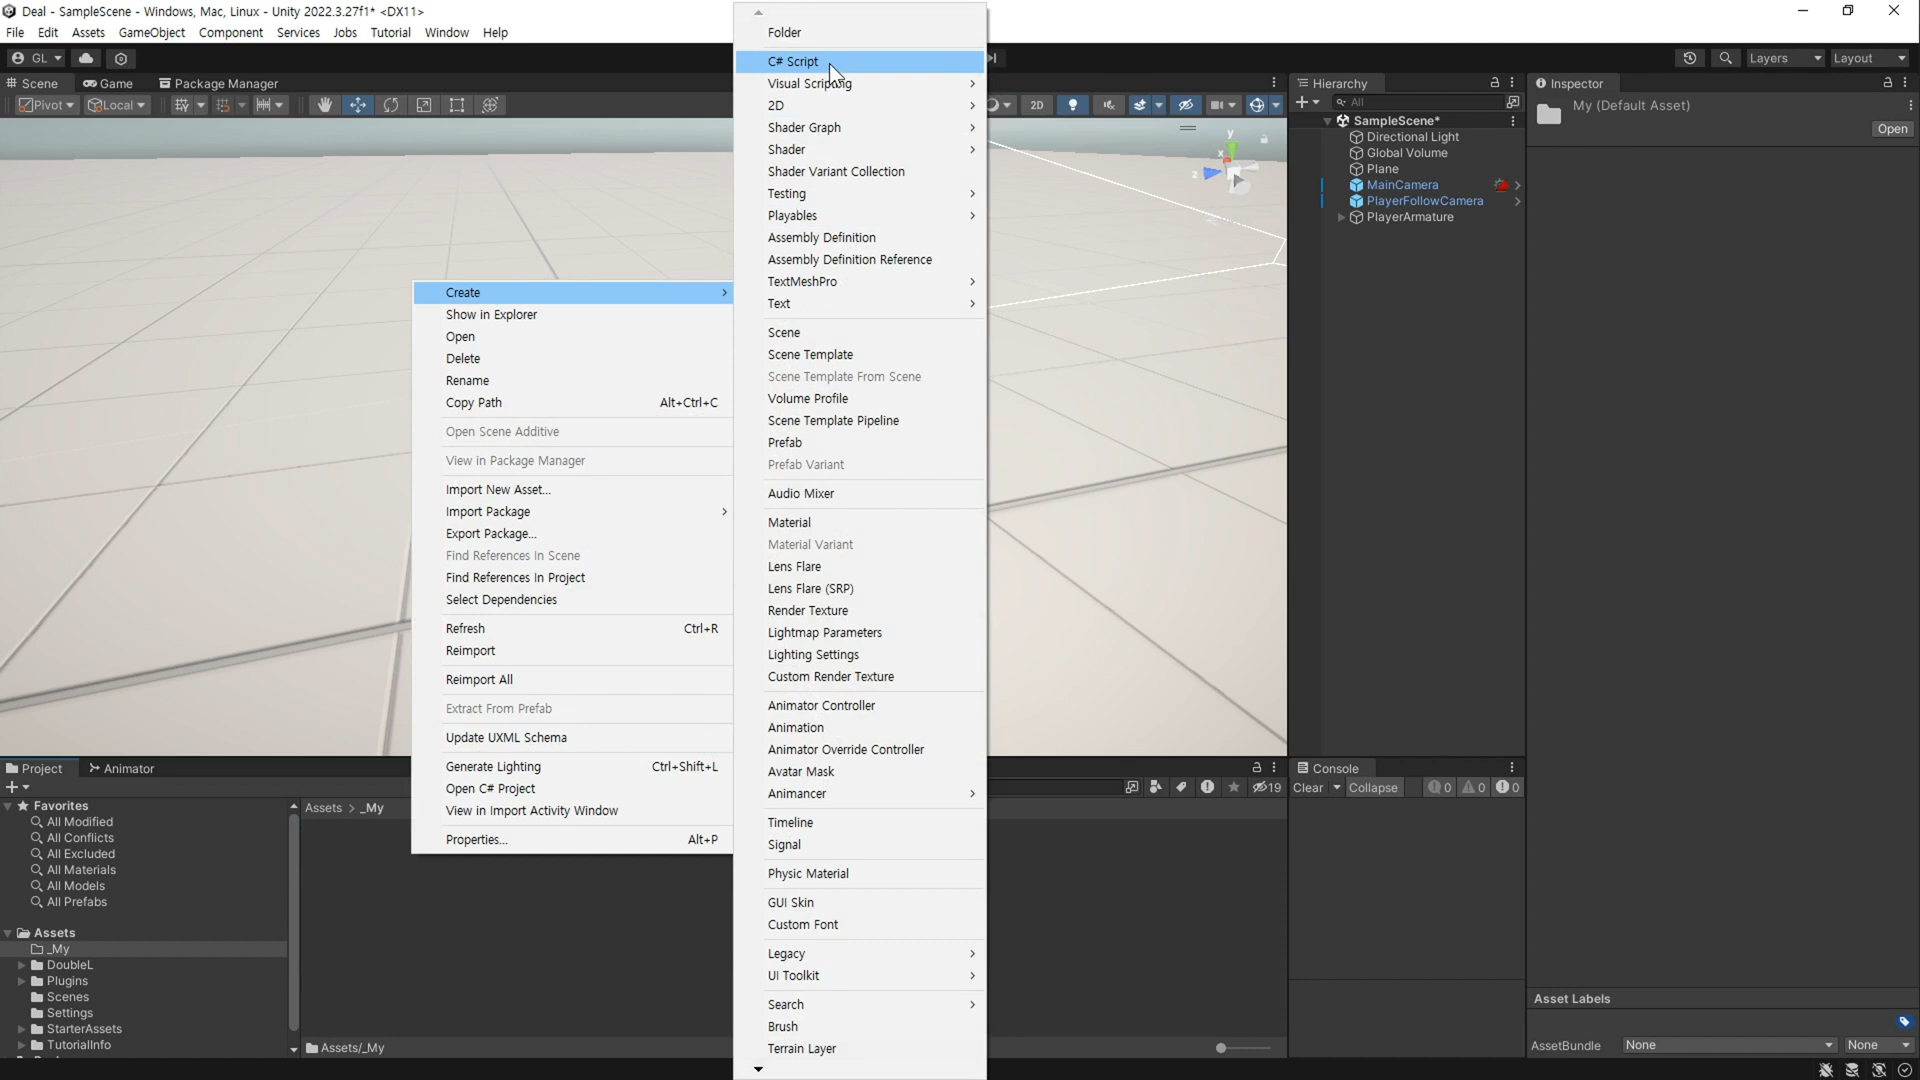 Deal - SampleScene - Windows, Mac, Linux - Unity 2022.3.27f1* <DX11>
File Edit Assets GameObject Component Services Jobs Tutorial Window Help
GL
Layers
Layout
Scene
Game
Package Manager
Pivot
Local
2D
Folder
C# Script
Visual Scripting
2D
Shader Graph
Shader
Shader Variant Collection
Testing
Playables
Assembly Definition
Assembly Definition Reference
TextMeshPro
Text
Scene
Scene Template
Scene Template From Scene
Volume Profile
Scene Template Pipeline
Prefab
Prefab Variant
Audio Mixer
Material
Material Variant
Lens Flare
Lens Flare (SRP)
Render Texture
Lightmap Parameters
Lighting Settings
Custom Render Texture
Animator Controller
Animation
Animator Override Controller
Avatar Mask
Animancer
Timeline
Signal
Physic Material
GUI Skin
Custom Font
Legacy
UI Toolkit
Search
Brush
Terrain Layer
Create
Show in Explorer
Open
Delete
Rename
Copy Path Alt+Ctrl+C
Open Scene Additive
View in Package Manager
Import New Asset...
Import Package
Export Package...
Find References In Scene
Find References In Project
Select Dependencies
Refresh Ctrl+R
Reimport
Reimport All
Extract From Prefab
Update UXML Schema
Generate Lighting Ctrl+Shift+L
Open C# Project
View in Import Activity Window
Properties... Alt+P
y
x
z
Hierarchy
All
SampleScene*
Directional Light
Global Volume
Plane
MainCamera
PlayerFollowCamera
PlayerArmature
Inspector
My (Default Asset)
Open
Project
Animator
19
Favorites
All Modified
All Conflicts
All Excluded
All Materials
All Models
All Prefabs
Assets
_My
DoubleL
Plugins
Scenes
Settings
StarterAssets
TutorialInfo
Assets > _My
Assets/_My
Console
Clear Collapse 0 0 0
Asset Labels
AssetBundle None None